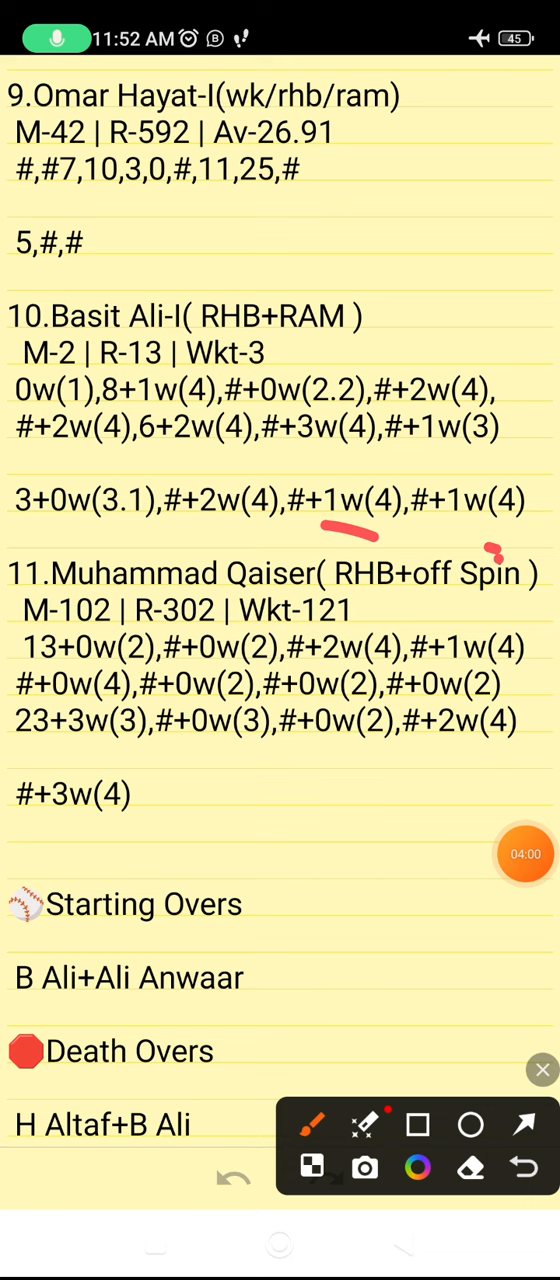 11:52 AM B 45
9.Omar Hayat-I(wk/rhb/ram)
M-42 | R-592 | Av-26.91
#,#7,10,3,0,#,11,25,#
5,#,#
10.Basit Ali-I( RHB+RAM )
M-2 | R-13 | Wkt-3
0w(1),8+1w(4),#+0w(2.2),#+2w(4),
#+2w(4),6+2w(4),#+3w(4),#+1w(3)
3+0w(3.1),#+2w(4),#+1w(4),#+1w(4)
11.Muhammad Qaiser( RHB+off Spin )
M-102 | R-302 | Wkt-121
13+0w(2),#+0w(2),#+2w(4),#+1w(4)
#+0w(4),#+0w(2),#+0w(2),#+0w(2)
23+3w(3),#+0w(3),#+0w(2),#+2w(4)
#+3w(4)
04:00
Starting Overs
B Ali+Ali Anwaar
Death Overs
H Altaf+B Ali